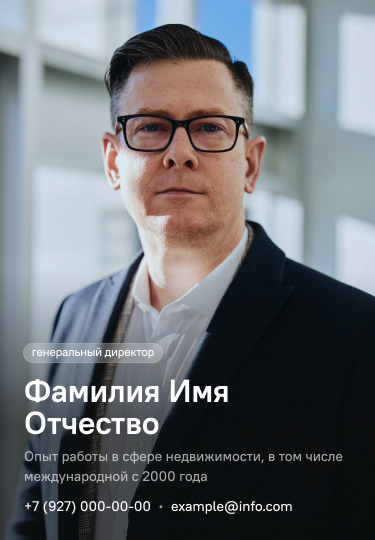 генеральный директор
Фамилия Имя
Отчество
Опыт работы в сфере недвижимости, в том числе
международной с 2000 года
+7 (927) 000-00-00 • example@info.com